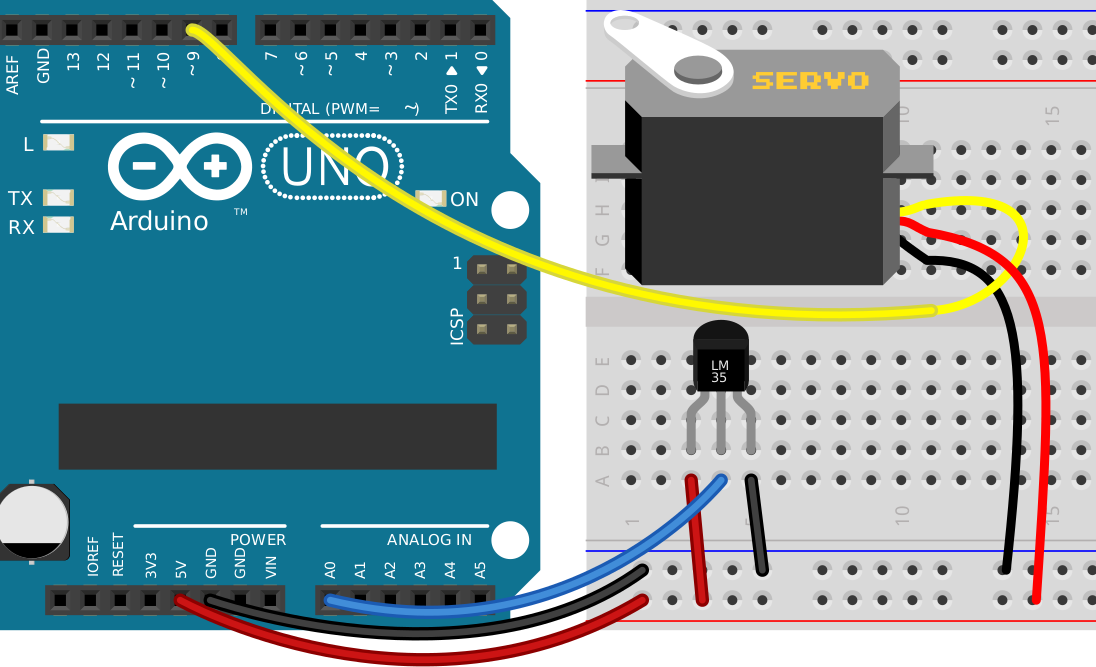 SERVO
AREF
GND
13
12
~ 11
~ 10
~ 9
7
~ 6
~ 5
4
~ 3
2
TX0 ▶ 1
RX0 ◀ 0
DIGITAL (PWM= ~)
L
TX
RX
UNO
ON
Arduino
TM
1
ICSP
10
15
H
G
F
LM
35
E
D
C
B
A
1
5
10
15
POWER
ANALOG IN
IOREF
RESET
3V3
5V
GND
GND
VIN
A0
A1
A2
A3
A4
A5